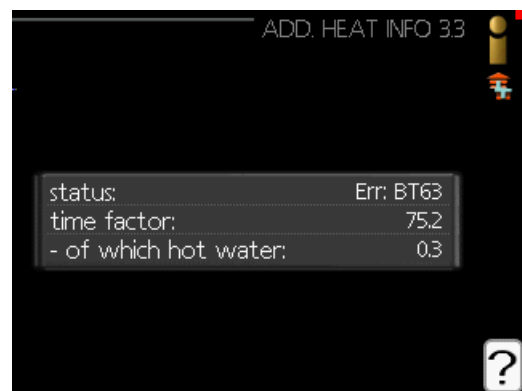 ADD. HEAT INFO 3.3
status: Err: BT63
time factor: 75.2
- of which hot water: 0.3
?